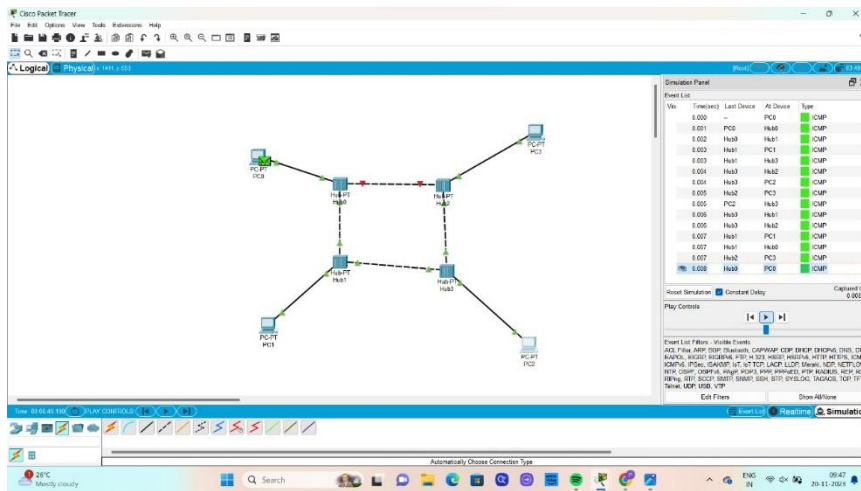 Cisco Packet Tracer
File Edit Options View Tools Extensions Help
Logical Physical x: 1411, y: 553
[Root]
Simulation Panel
Event List
Vis. Time(sec) Last Device At Device Type
0.000 -- PC0 ICMP
0.001 PC0 Hub0 ICMP
0.002 Hub0 Hub1 ICMP
0.003 Hub1 PC1 ICMP
0.003 Hub1 Hub3 ICMP
0.004 Hub3 Hub2 ICMP
0.004 Hub3 PC2 ICMP
0.005 Hub2 PC3 ICMP
0.005 PC2 Hub3 ICMP
0.006 Hub3 Hub1 ICMP
0.006 Hub3 Hub2 ICMP
0.007 Hub1 PC1 ICMP
0.007 Hub1 Hub0 ICMP
0.007 Hub2 PC3 ICMP
0.008 Hub0 PC0 ICMP
Reset Simulation Constant Delay
Play Controls
Event List Filters - Visible Events
Edit Filters Show All/None
PC-PT
PC0
PC-PT
PC3
Hub-PT
Hub0
Hub-PT
Hub2
Hub-PT
Hub1
Hub-PT
Hub3
PC-PT
PC1
PC-PT
PC2
PLAY CONTROLS
Event List Realtime Simulation
Automatically Choose Connection Type
26°C
Mostly cloudy
Search
ENG
IN
09:47
20-11-2023